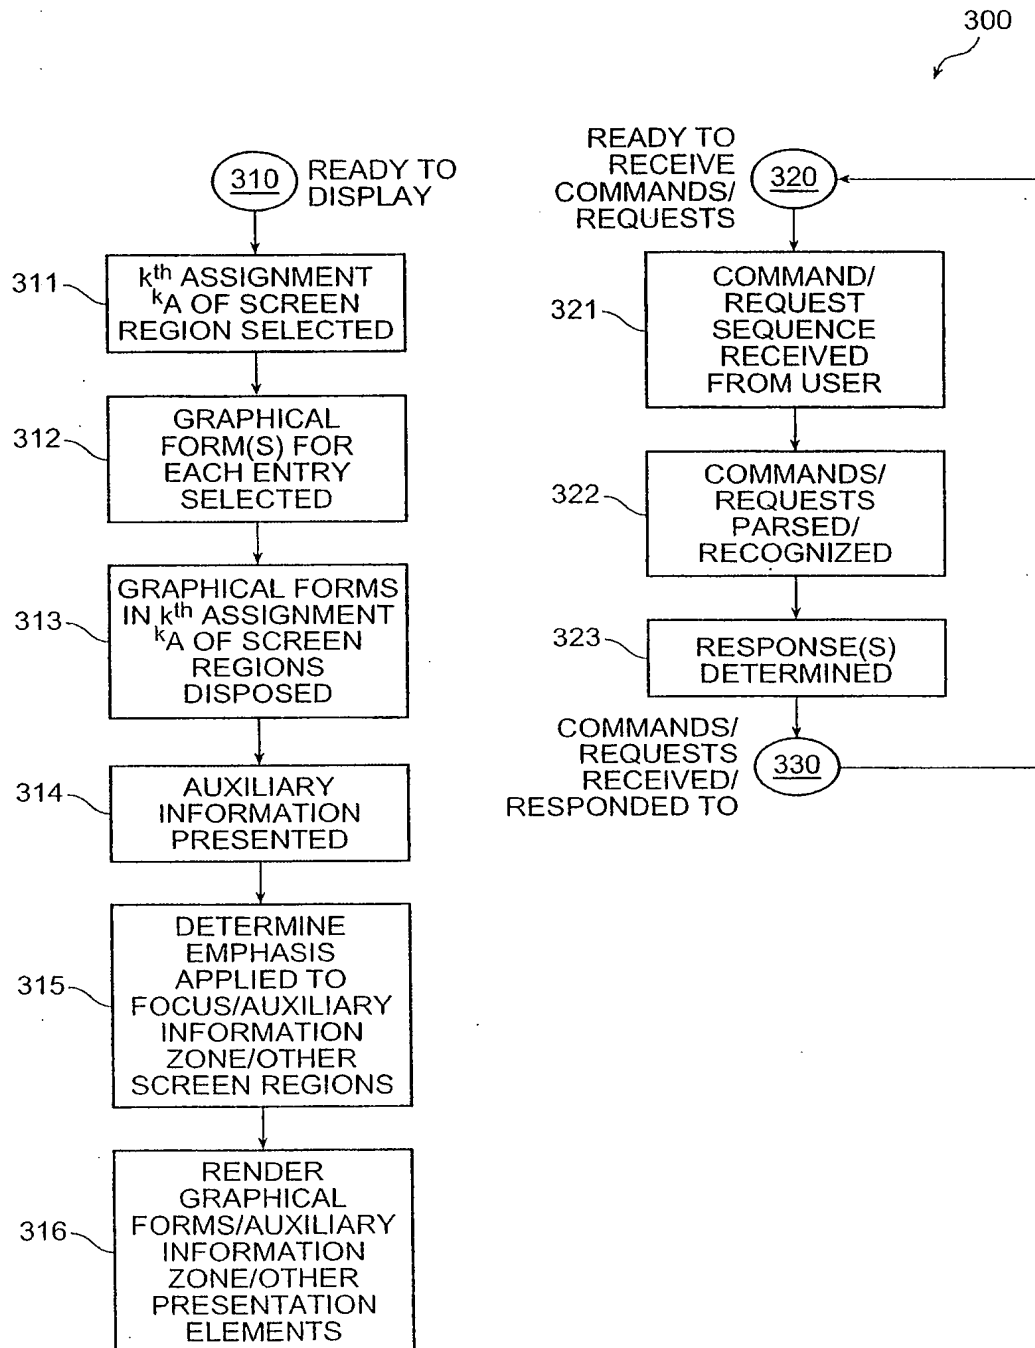 300
310
READY TO
DISPLAY
311
kth ASSIGNMENT
kA OF SCREEN
REGION SELECTED
312
GRAPHICAL
FORM(S) FOR
EACH ENTRY
SELECTED
313
GRAPHICAL FORMS
IN kth ASSIGNMENT
kA OF SCREEN
REGIONS
DISPOSED
314
AUXILIARY
INFORMATION
PRESENTED
315
DETERMINE
EMPHASIS
APPLIED TO
FOCUS/AUXILIARY
INFORMATION
ZONE/OTHER
SCREEN REGIONS
316
RENDER
GRAPHICAL
FORMS/AUXILIARY
INFORMATION
ZONE/OTHER
PRESENTATION
ELEMENTS
READY TO
RECEIVE
COMMANDS/
REQUESTS
320
321
COMMAND/
REQUEST
SEQUENCE
RECEIVED
FROM USER
322
COMMANDS/
REQUESTS
PARSED/
RECOGNIZED
323
RESPONSE(S)
DETERMINED
COMMANDS/
REQUESTS
RECEIVED/
RESPONDED TO
330